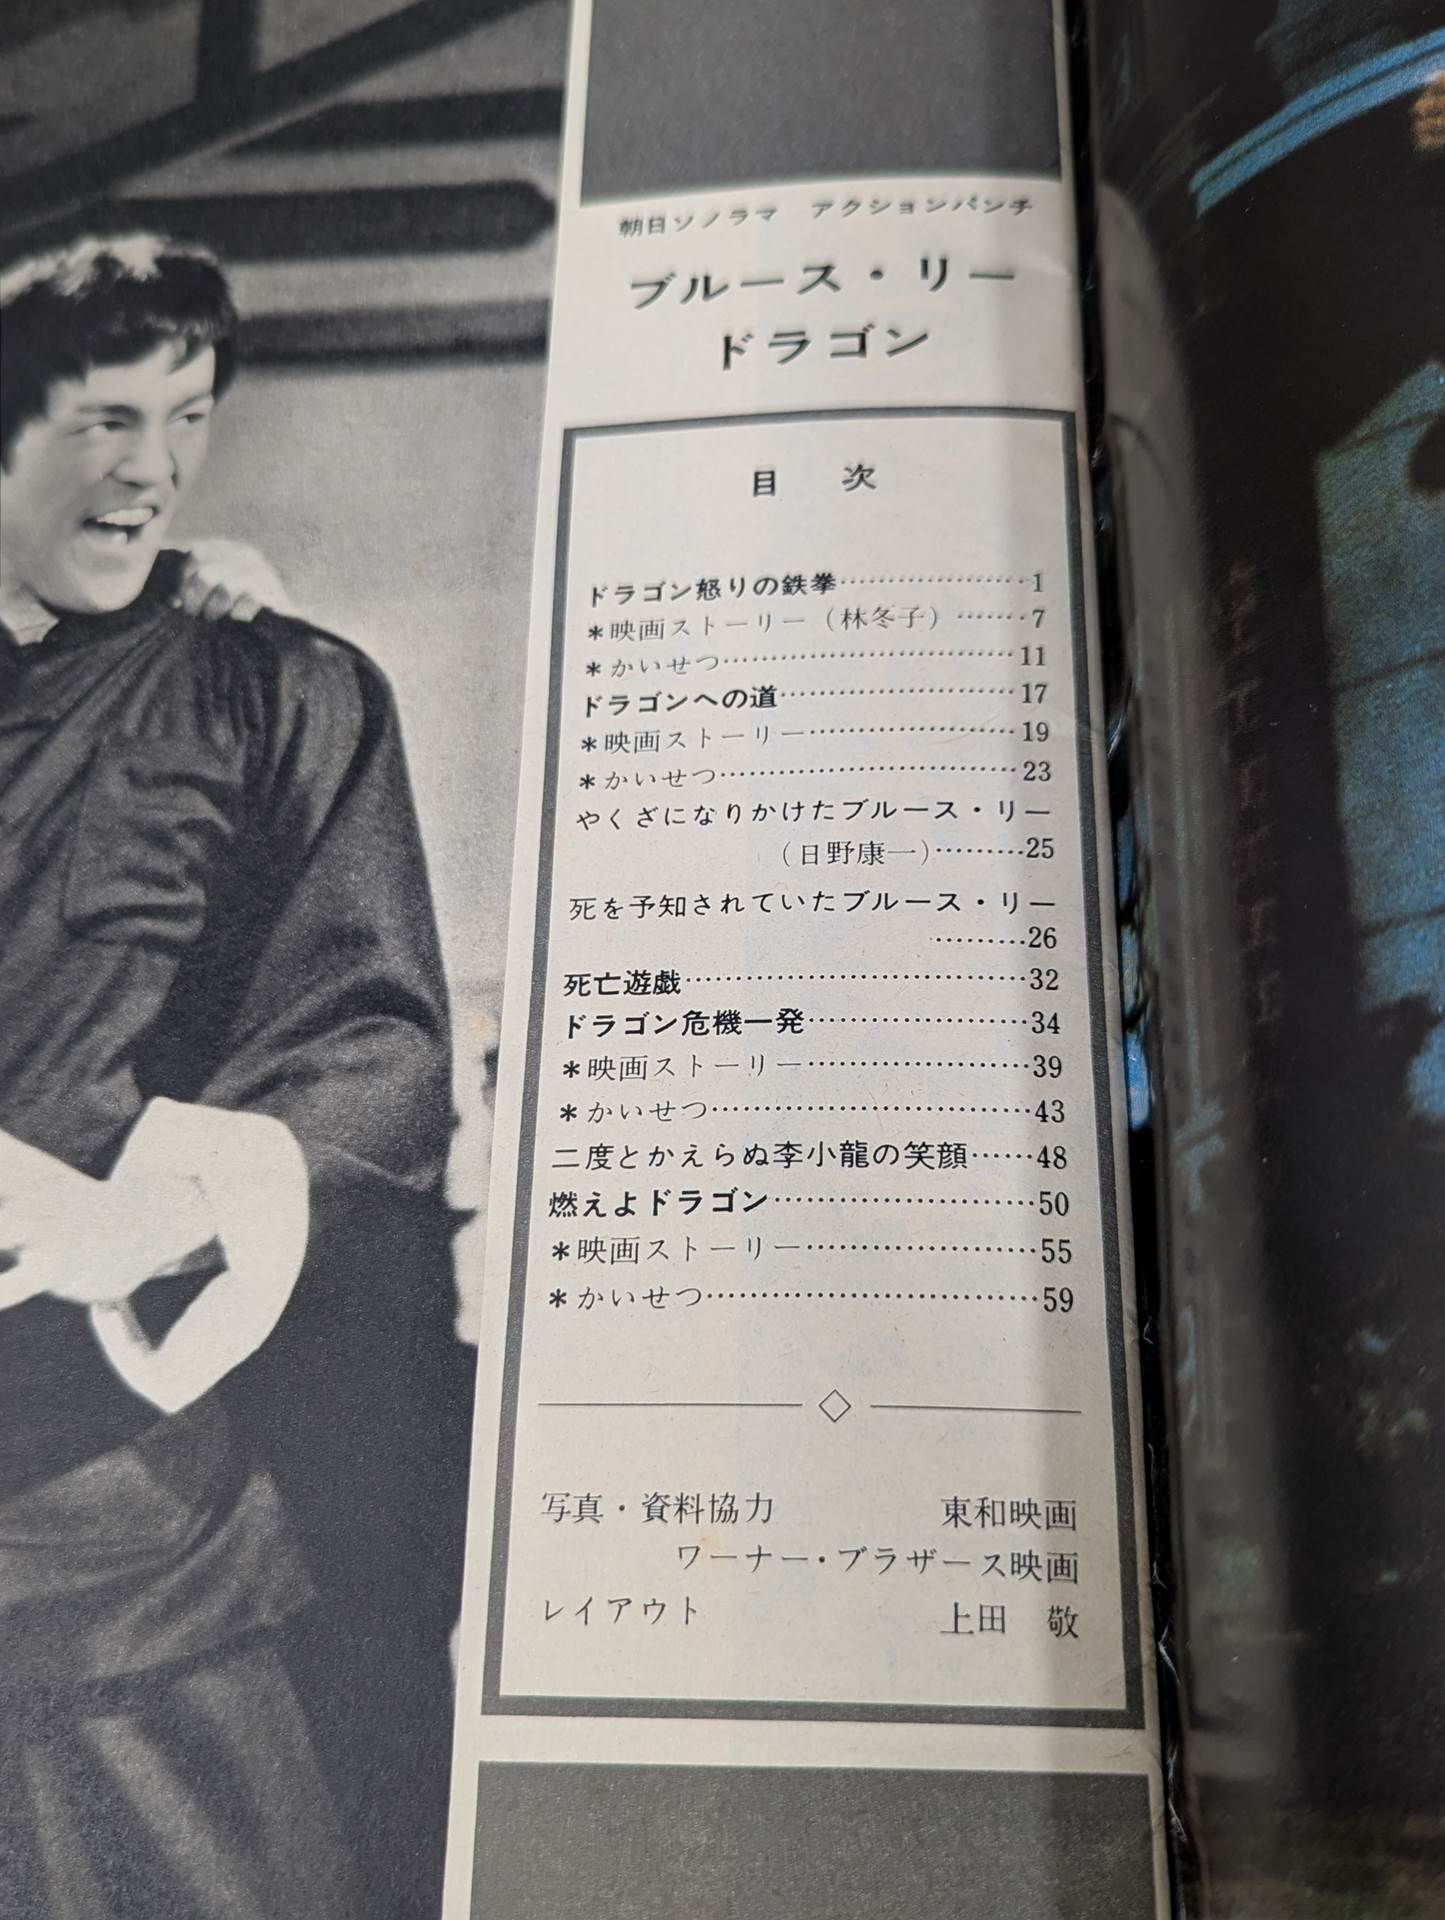 朝日ソノラマ　アクションパンチ
ブルース・リー
ドラゴン
目　次
ドラゴン怒りの鉄拳…………………1
＊映画ストーリー（林冬子）……7
＊かいせつ…………………………11
ドラゴンへの道……………………17
＊映画ストーリー…………………19
＊かいせつ…………………………23
やくざになりかけたブルース・リー
（日野康一）………25
死を予知されていたブルース・リー
………26
死亡遊戯……………………………32
ドラゴン危機一発…………………34
＊映画ストーリー…………………39
＊かいせつ…………………………43
二度とかえらぬ李小龍の笑顔……48
燃えよドラゴン……………………50
＊映画ストーリー…………………55
＊かいせつ…………………………59
写真・資料協力　東和映画
ワーナー・ブラザース映画
レイアウト　上田　敬